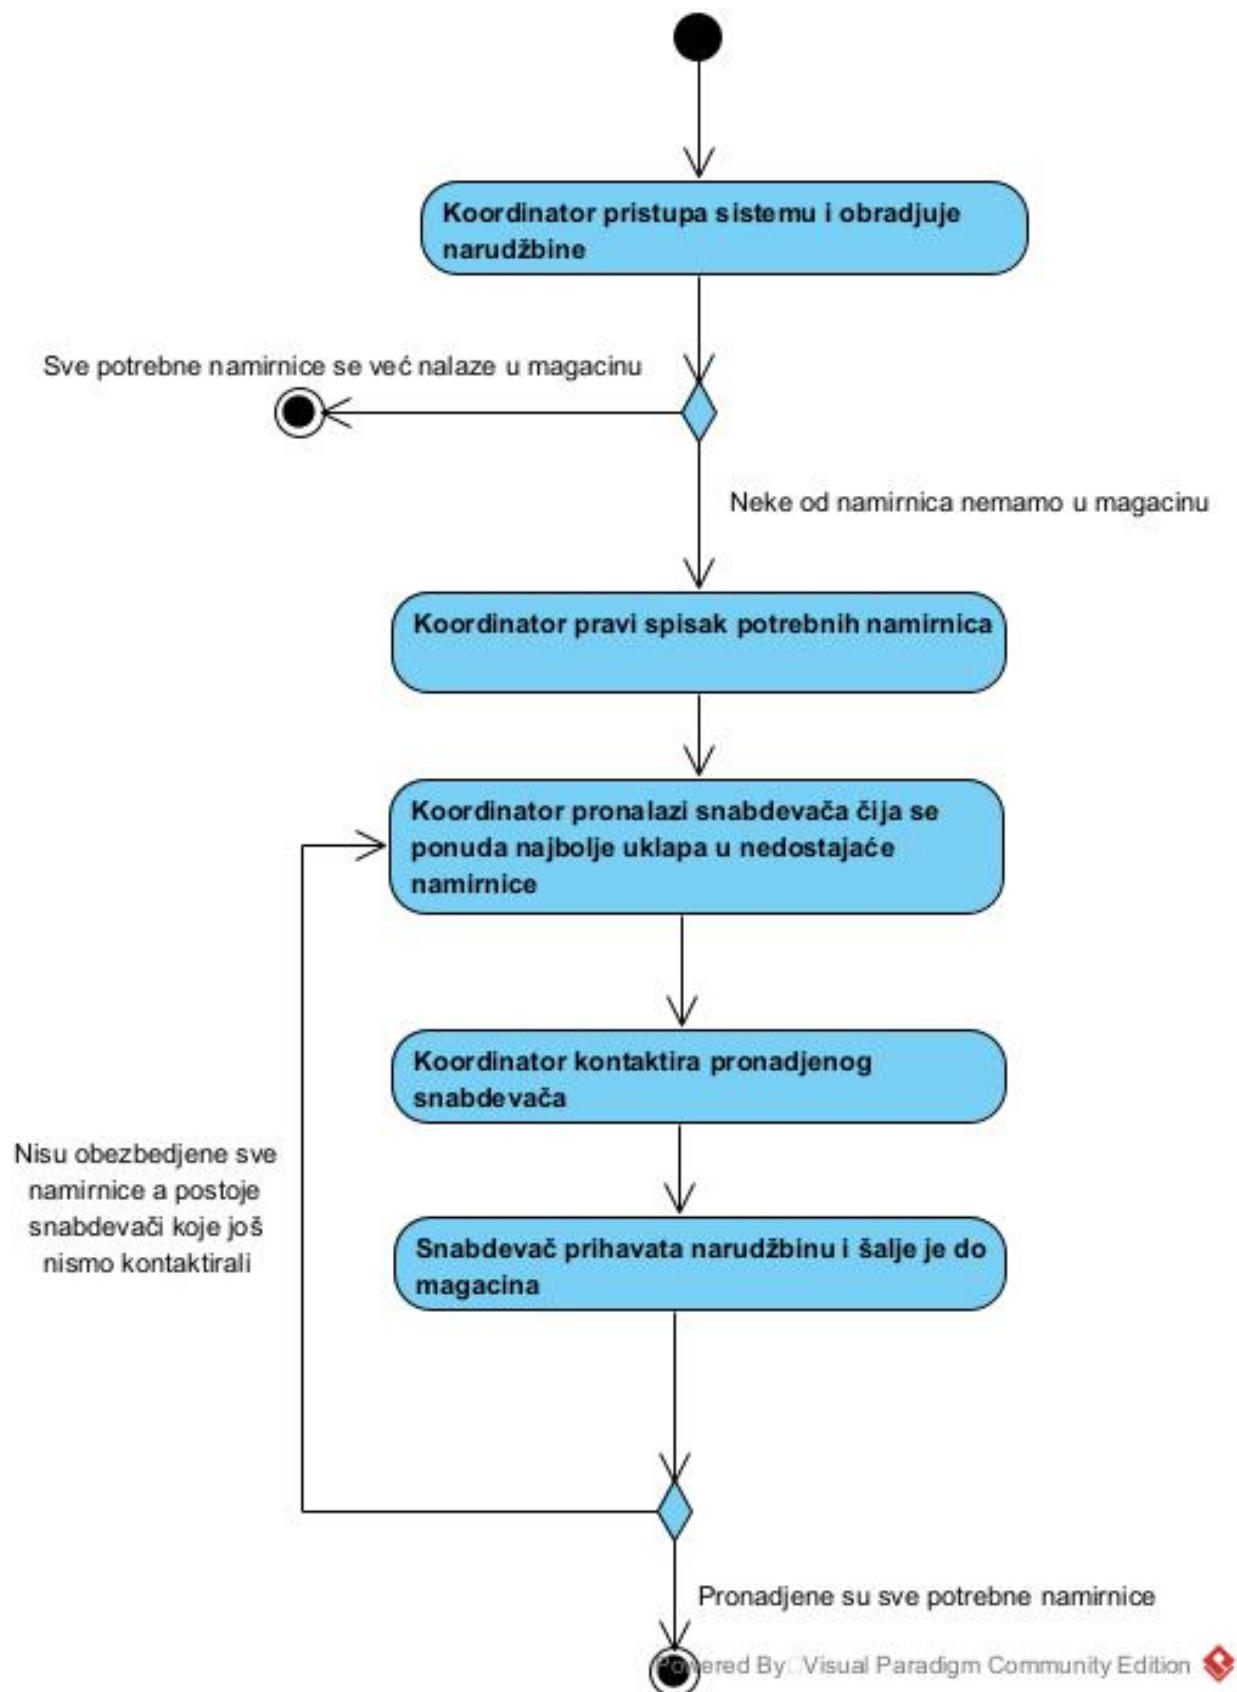 Koordinator pristupa sistemu i obradjuje
narudžbine
Sve potrebne namirnice se već nalaze u magacinu
Neke od namirnica nemamo u magacinu
Koordinator pravi spisak potrebnih namirnica
Koordinator pronalazi snabdevača čija se
ponuda najbolje uklapa u nedostajaće
namirnice
Koordinator kontaktira pronadjenog
snabdevača
Nisu obezbedjene sve
namirnice a postoje
snabdevači koje još
nismo kontaktirali
Snabdevač prihavata narudžbinu i šalje je do
magacina
Pronadjene su sve potrebne namirnice
Powered By Visual Paradigm Community Edition